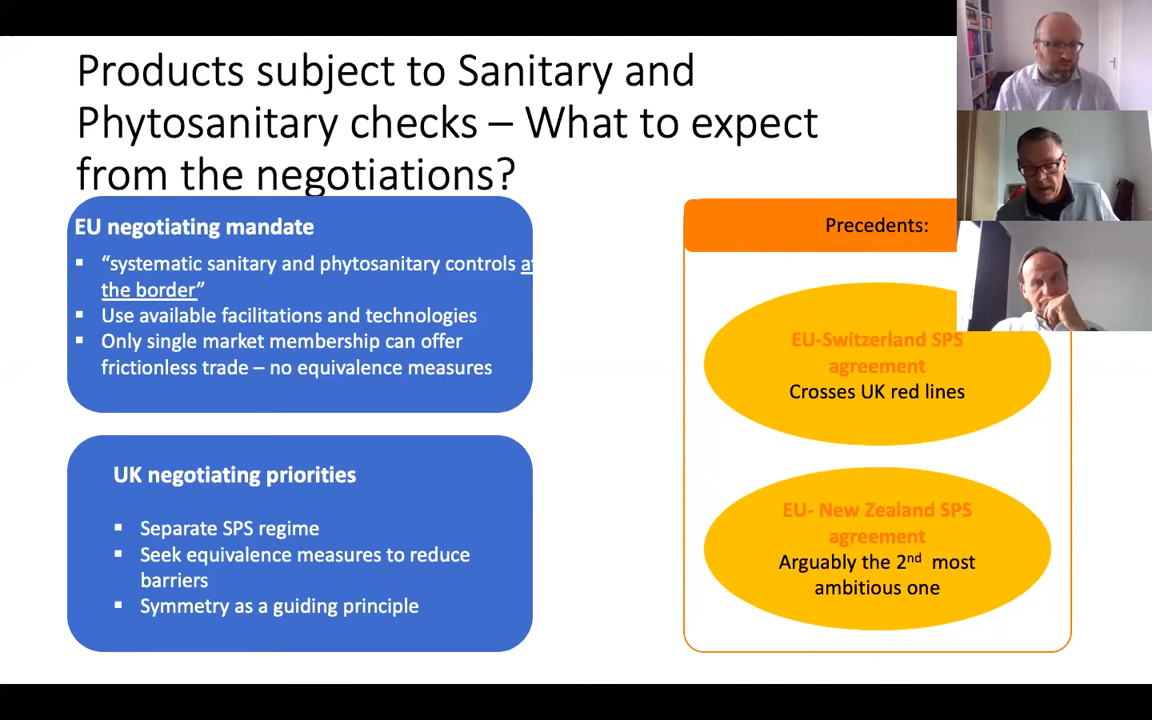 Products subject to Sanitary and
Phytosanitary checks – What to expect
from the negotiations?
EU negotiating mandate
▪ “systematic sanitary and phytosanitary controls at
the border”
▪ Use available facilitations and technologies
▪ Only single market membership can offer
frictionless trade – no equivalence measures
UK negotiating priorities
▪ Separate SPS regime
▪ Seek equivalence measures to reduce
barriers
▪ Symmetry as a guiding principle
Precedents:
EU-Switzerland SPS
agreement
Crosses UK red lines
EU- New Zealand SPS
agreement
Arguably the 2nd most
ambitious one